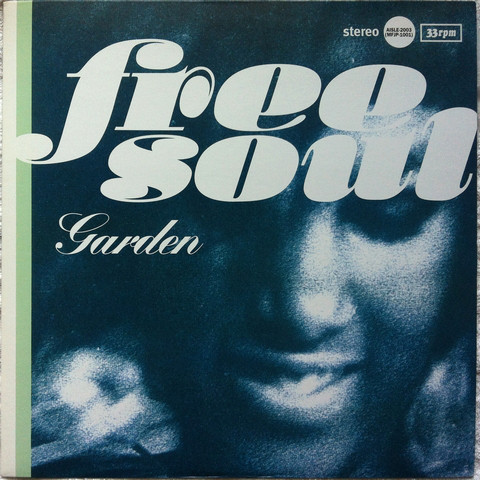 stereo
AISLE-2003
(MFJP-1001)
33rpm
free
soul
Garden